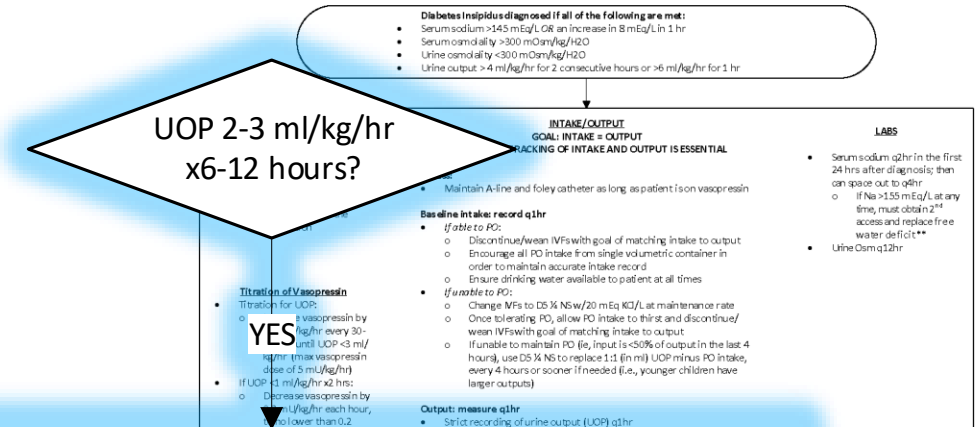 Diabetes Insipidus diagnosed if all of the following are met:
• Serum sodium >145 mEq/L OR an increase in 8 mEq/L in 1 hr
• Serum osmolality >300 mOsm/kg/H2O
• Urine osmolality <300 mOsm/kg/H2O
• Urine output > 4 ml/kg/hr for 2 consecutive hours or >6 ml/kg/hr for 1 hr
UOP 2-3 ml/kg/hr
x6-12 hours?
YES
Titration of Vasopressin
• Titration for UOP:
o vasopressin by
/kg/hr every 30-
until UOP <3 ml/
kg/hr (max vasopressin
dose of 5 mU/kg/hr)
• If UOP <1 ml/kg/hr x2 hrs:
o Decrease vasopressin by
mU/kg/hr each hour,
no lower than 0.2
INTAKE/OUTPUT
GOAL: INTAKE = OUTPUT
RACKING OF INTAKE AND OUTPUT IS ESSENTIAL
• Maintain A-line and foley catheter as long as patient is on vasopressin
Baseline intake: record q1hr
• If able to PO:
o Discontinue/wean IVFs with goal of matching intake to output
o Encourage all PO intake from single volumetric container in
order to maintain accurate intake record
o Ensure drinking water available to patient at all times
• If unable to PO:
o Change IVFs to D5 ¼ NS w/20 mEq KCl/L at maintenance rate
o Once tolerating PO, allow PO intake to thirst and discontinue/
wean IVFs with goal of matching intake to output
o If unable to maintain PO (ie, input is <50% of output in the last 4
hours), use D5 ¼ NS to replace 1:1 (in ml) UOP minus PO intake,
every 4 hours or sooner if needed (i.e., younger children have
larger outputs)
Output: measure q1hr
• Strict recording of urine output (UOP) q1hr
LABS
• Serum sodium q2hr in the first
24 hrs after diagnosis; then
can space out to q4hr
o If Na >155 mEq/L at any
time, must obtain 2nd
access and replace free
water deficit**
• Urine Osm q12hr